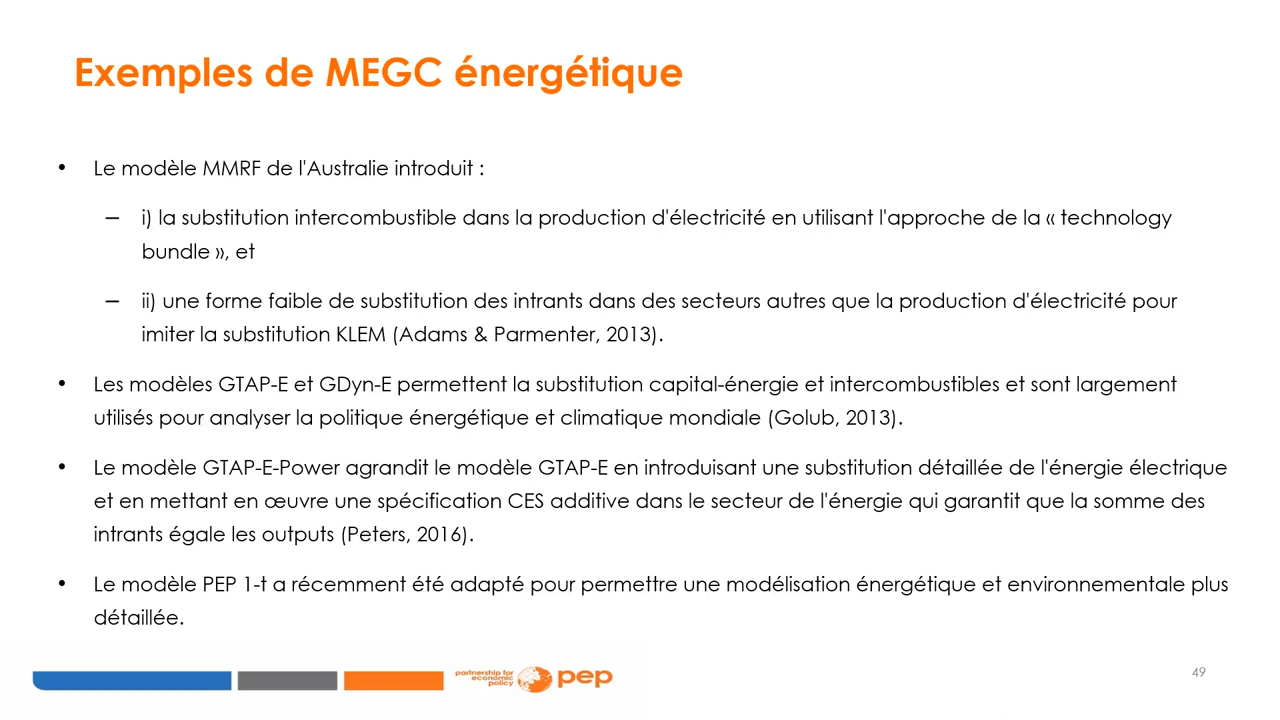 Exemples de MEGC énergétique
• Le modèle MMRF de l'Australie introduit :
– i) la substitution intercombustible dans la production d'électricité en utilisant l'approche de la « technology
bundle », et
– ii) une forme faible de substitution des intrants dans des secteurs autres que la production d'électricité pour
imiter la substitution KLEM (Adams & Parmenter, 2013).
• Les modèles GTAP-E et GDyn-E permettent la substitution capital-énergie et intercombustibles et sont largement
utilisés pour analyser la politique énergétique et climatique mondiale (Golub, 2013).
• Le modèle GTAP-E-Power agrandit le modèle GTAP-E en introduisant une substitution détaillée de l'énergie électrique
et en mettant en œuvre une spécification CES additive dans le secteur de l'énergie qui garantit que la somme des
intrants égale les outputs (Peters, 2016).
• Le modèle PEP 1-t a récemment été adapté pour permettre une modélisation énergétique et environnementale plus
détaillée.
partnership for
economic
policy
pep
49